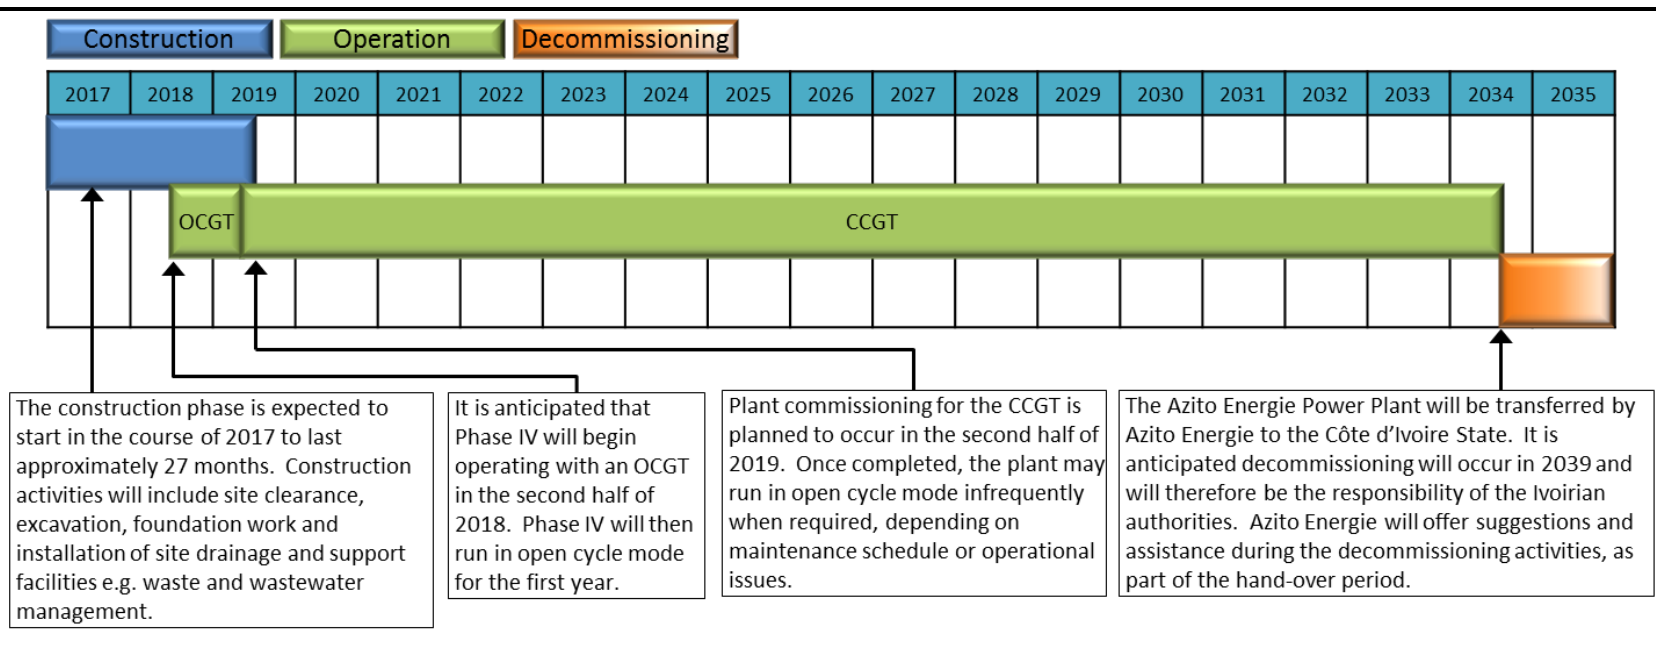 Construction Operation Decommissioning
2017 2018 2019 2020 2021 2022 2023 2024 2025 2026 2027 2028 2029 2030 2031 2032 2033 2034 2035
OCGT CCGT
The construction phase is expected to
start in the course of 2017 to last
approximately 27 months. Construction
activities will include site clearance,
excavation, foundation work and
installation of site drainage and support
facilities e.g. waste and wastewater
management.
It is anticipated that
Phase IV will begin
operating with an OCGT
in the second half of
2018. Phase IV will then
run in open cycle mode
for the first year.
Plant commissioning for the CCGT is
planned to occur in the second half of
2019. Once completed, the plant may
run in open cycle mode infrequently
when required, depending on
maintenance schedule or operational
issues.
The Azito Energie Power Plant will be transferred by
Azito Energie to the Côte d’Ivoire State. It is
anticipated decommissioning will occur in 2039 and
will therefore be the responsibility of the Ivoirian
authorities. Azito Energie will offer suggestions and
assistance during the decommissioning activities, as
part of the hand-over period.